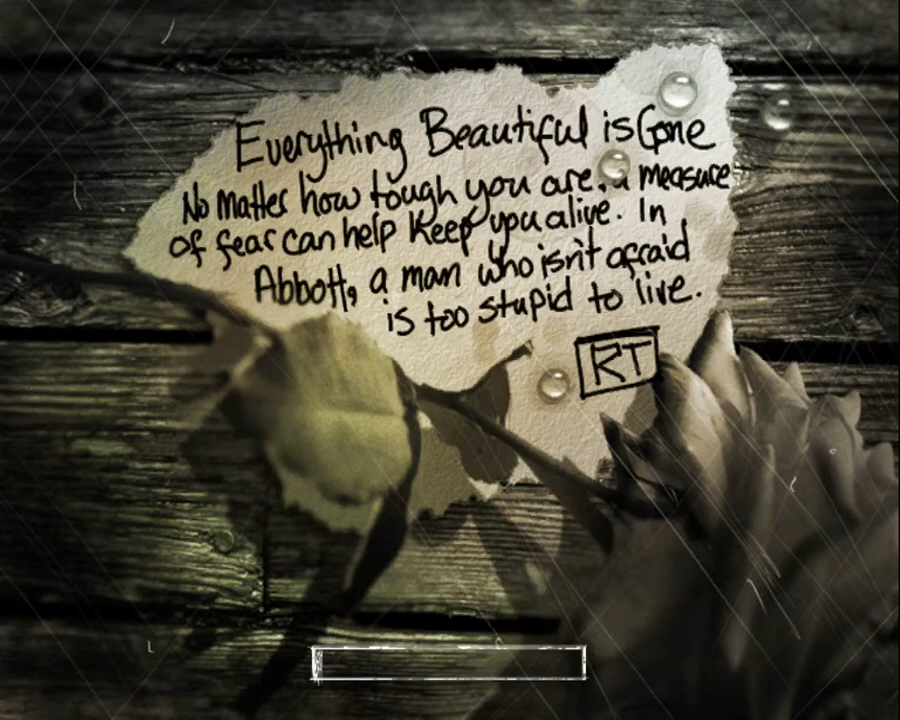 Everything Beautiful is Gone
No Matter how tough you are. a measure
of fear can help keep you alive. In
Abbott, a man who isn't afraid
is too stupid to live.
RT